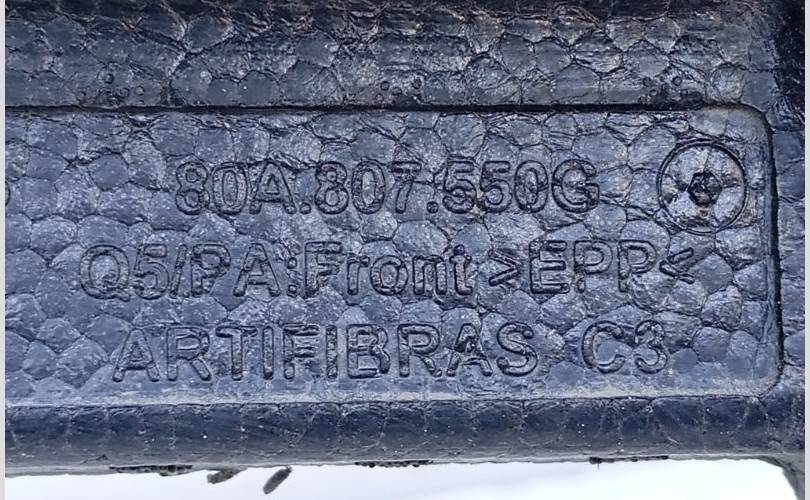 80A.807.550G
Q5/PA:Front >EPP<
ARTIFIBRAS C3